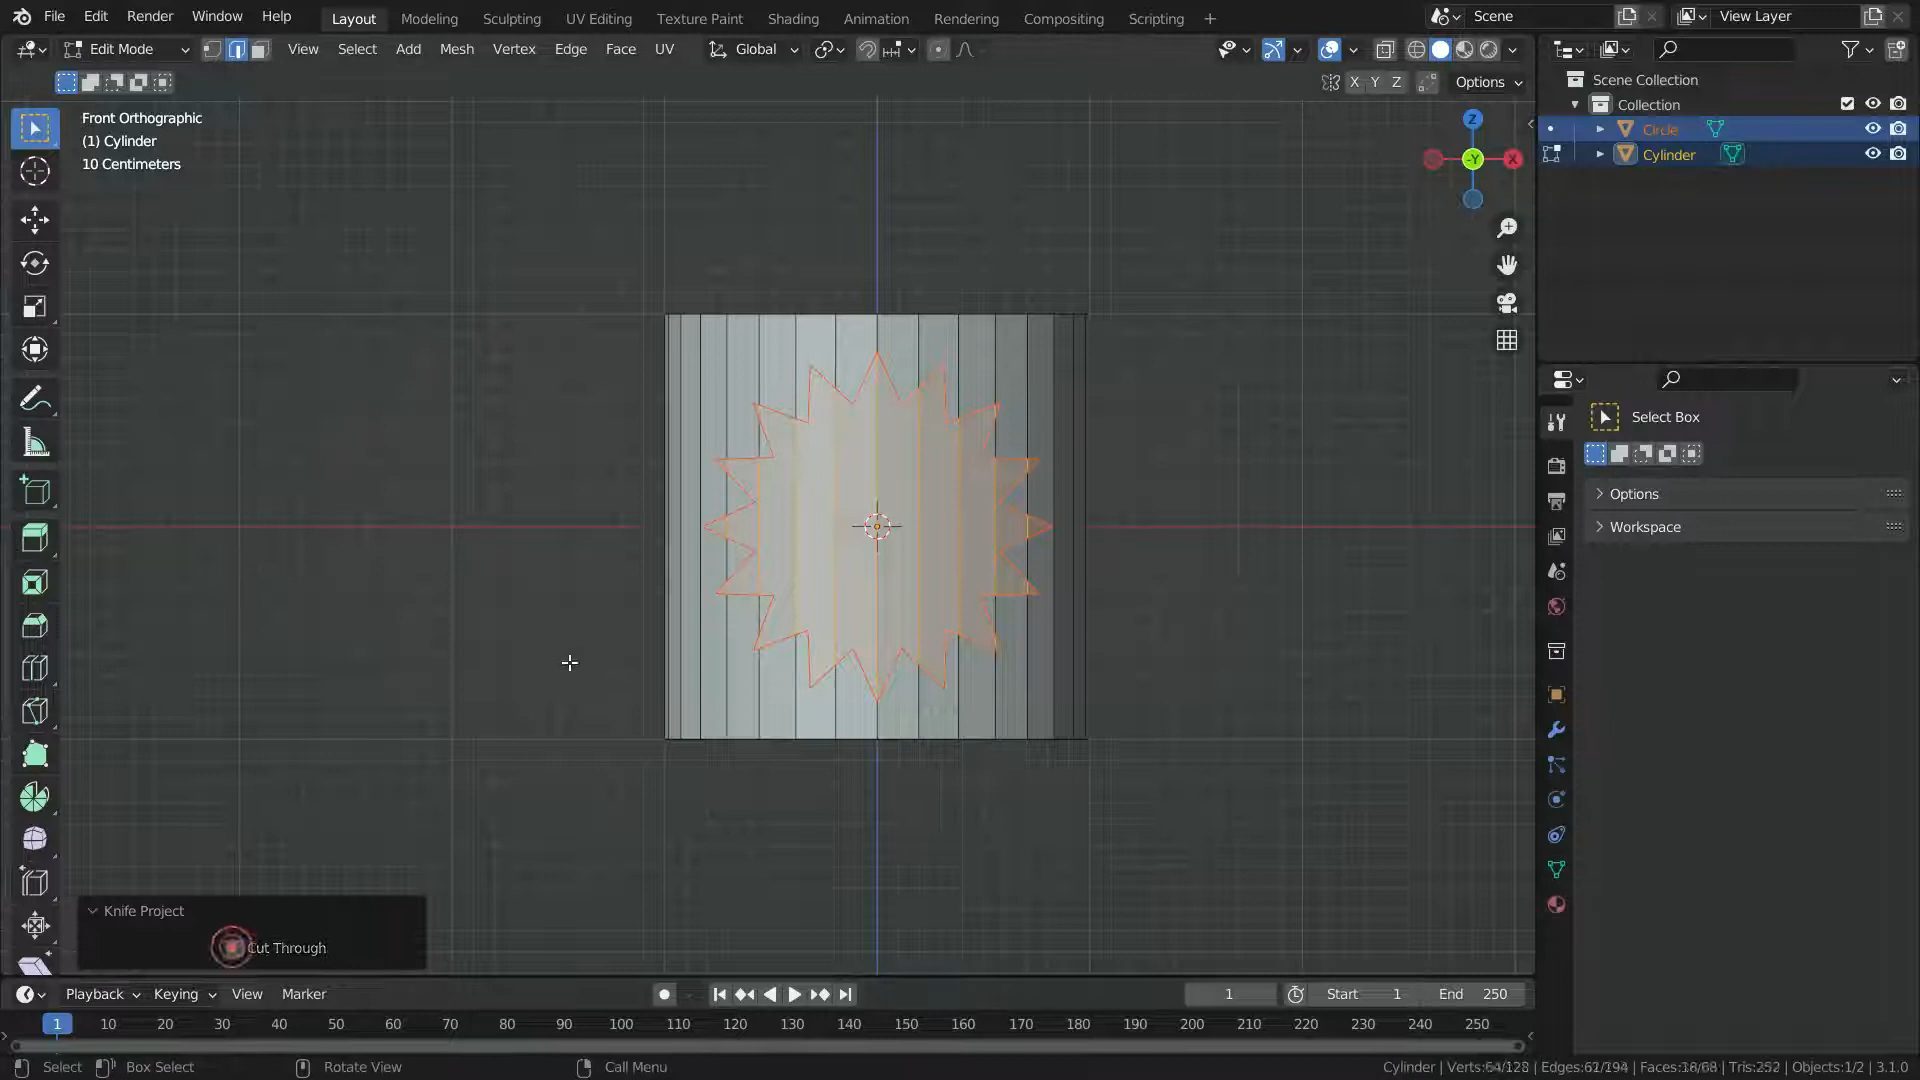 File Edit Render Window Help Layout Modeling Sculpting UV Editing Texture Paint Shading Animation Rendering Compositing Scripting + Scene View Layer
Edit Mode View Select Add Mesh Vertex Edge Face UV Global
X Y Z Options
Scene Collection
Collection
Circle
Cylinder
Front Orthographic
(1) Cylinder
10 Centimeters
Z
-Y X
Select Box
Options
Workspace
Knife Project
Cut Through
Playback Keying View Marker 1 Start 1 End 250
1 10 20 30 40 50 60 70 80 90 100 110 120 130 140 150 160 170 180 190 200 210 220 230 240 250
Select Box Select Rotate View Call Menu Cylinder | Verts:64/128 | Edges:62/194 | Faces:18/68 | Tris:252 | Objects:1/2 | 3.1.0